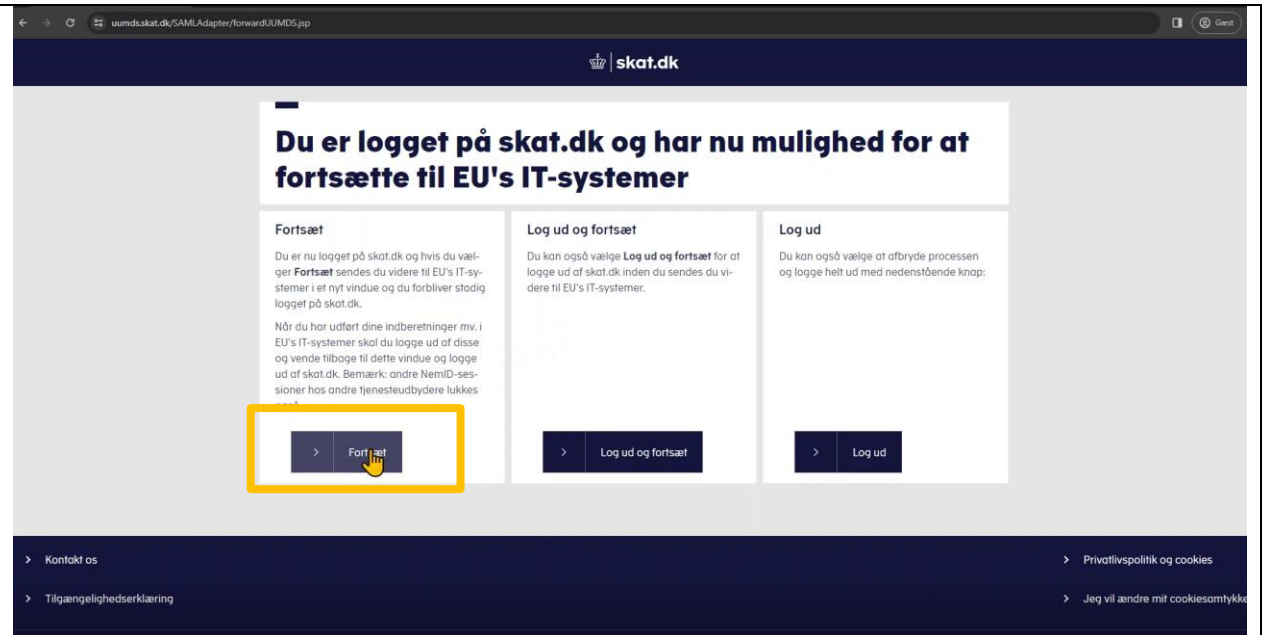 uumds.skat.dk/SAMLAdapter/forwardUUMDS.jsp
Gæst
skat.dk
Du er logget på skat.dk og har nu mulighed for at
fortsætte til EU's IT-systemer
Fortsæt
Du er nu logget på skat.dk og hvis du væl-
ger Fortsæt sendes du videre til EU's IT-sy-
stemer i et nyt vindue og du forbliver stadig
logget på skat.dk.
Når du har udført dine indberetninger mv. i
EU's IT-systemer skal du logge ud af disse
og vende tilbage til dette vindue og logge
ud af skat.dk. Bemærk: andre NemID-ses-
sioner hos andre tjenesteudbydere lukkes
Fortsæt
Log ud og fortsæt
Du kan også vælge Log ud og fortsæt for at
logge ud af skat.dk inden du sendes du vi-
dere til EU's IT-systemer.
Log ud og fortsæt
Log ud
Du kan også vælge at afbryde processen
og logge helt ud med nedenstående knap:
Log ud
Kontakt os
Tilgængelighedserklæring
Privatlivspolitik og cookies
Jeg vil ændre mit cookiesamtykke